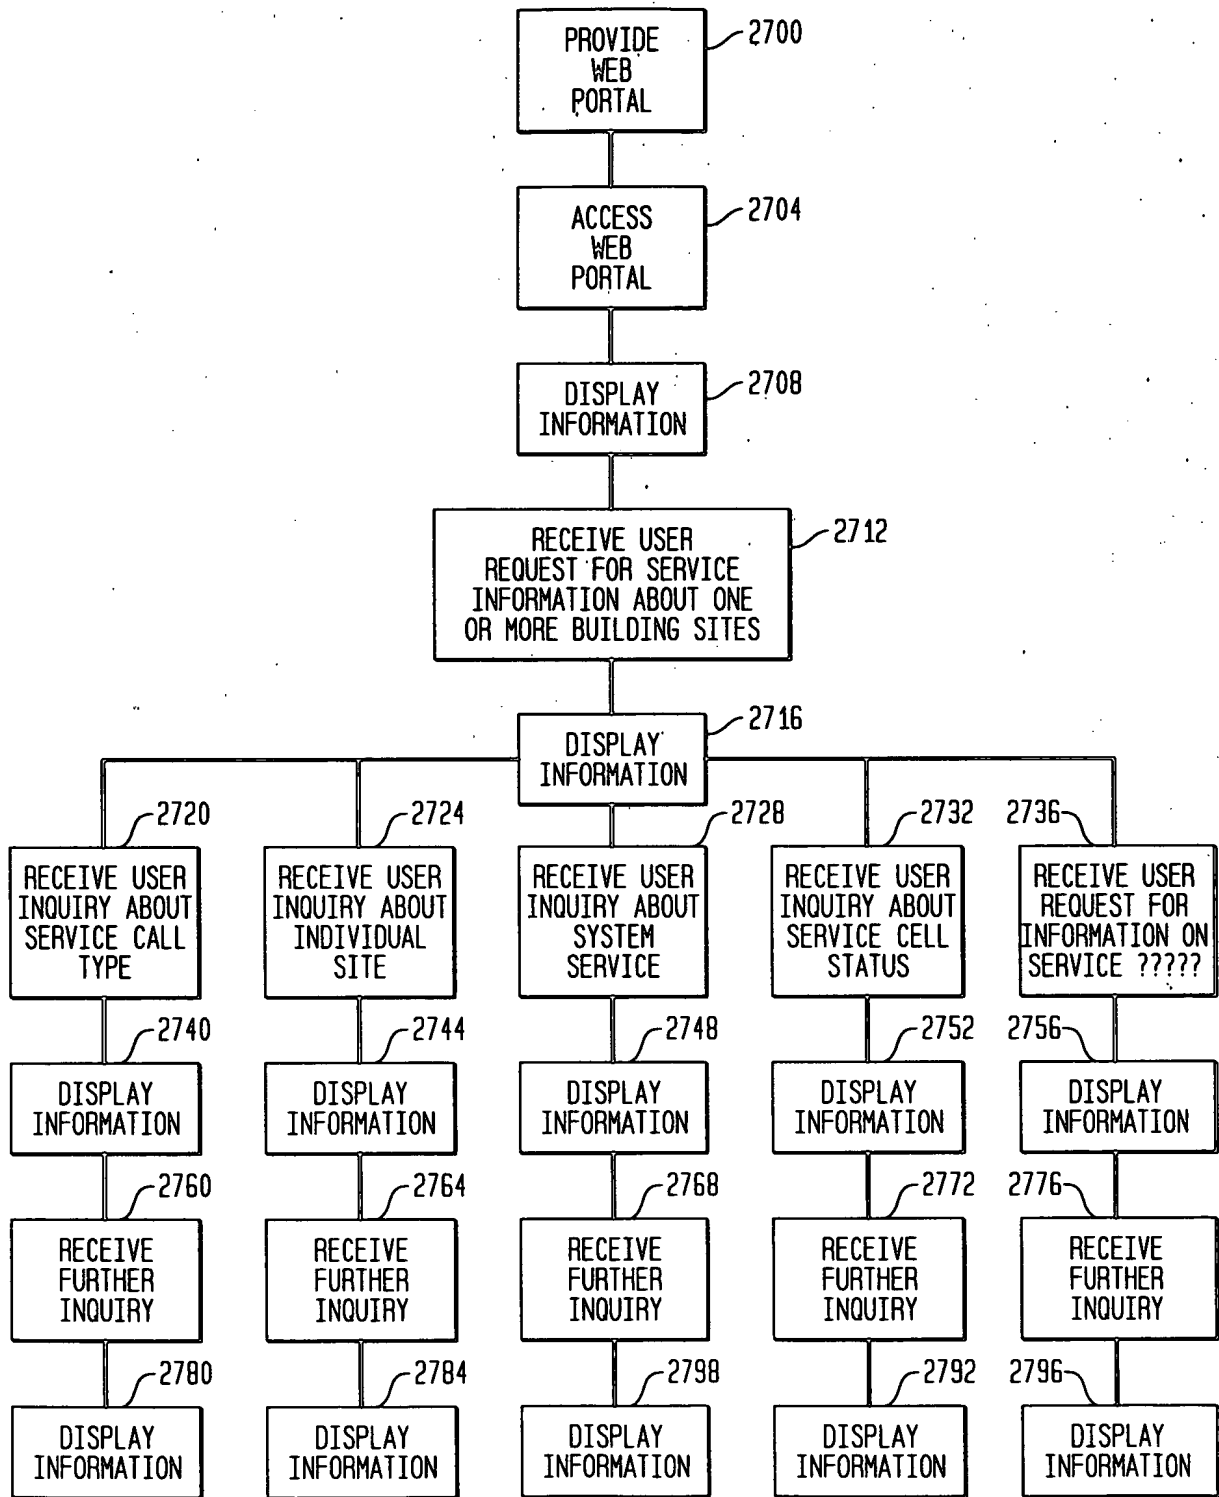 PROVIDE
WEB
PORTAL
2700
ACCESS
WEB
PORTAL
2704
DISPLAY
INFORMATION
2708
RECEIVE USER
REQUEST FOR SERVICE
INFORMATION ABOUT ONE
OR MORE BUILDING SITES
2712
DISPLAY
INFORMATION
2716
2720
RECEIVE USER
INQUIRY ABOUT
SERVICE CALL
TYPE
2724
RECEIVE USER
INQUIRY ABOUT
INDIVIDUAL
SITE
2728
RECEIVE USER
INQUIRY ABOUT
SYSTEM
SERVICE
2732
RECEIVE USER
INQUIRY ABOUT
SERVICE CELL
STATUS
2736
RECEIVE USER
REQUEST FOR
INFORMATION ON
SERVICE ?????
2740
DISPLAY
INFORMATION
2744
DISPLAY
INFORMATION
2748
DISPLAY
INFORMATION
2752
DISPLAY
INFORMATION
2756
DISPLAY
INFORMATION
2760
RECEIVE
FURTHER
INQUIRY
2764
RECEIVE
FURTHER
INQUIRY
2768
RECEIVE
FURTHER
INQUIRY
2772
RECEIVE
FURTHER
INQUIRY
2776
RECEIVE
FURTHER
INQUIRY
2780
DISPLAY
INFORMATION
2784
DISPLAY
INFORMATION
2798
DISPLAY
INFORMATION
2792
DISPLAY
INFORMATION
2796
DISPLAY
INFORMATION